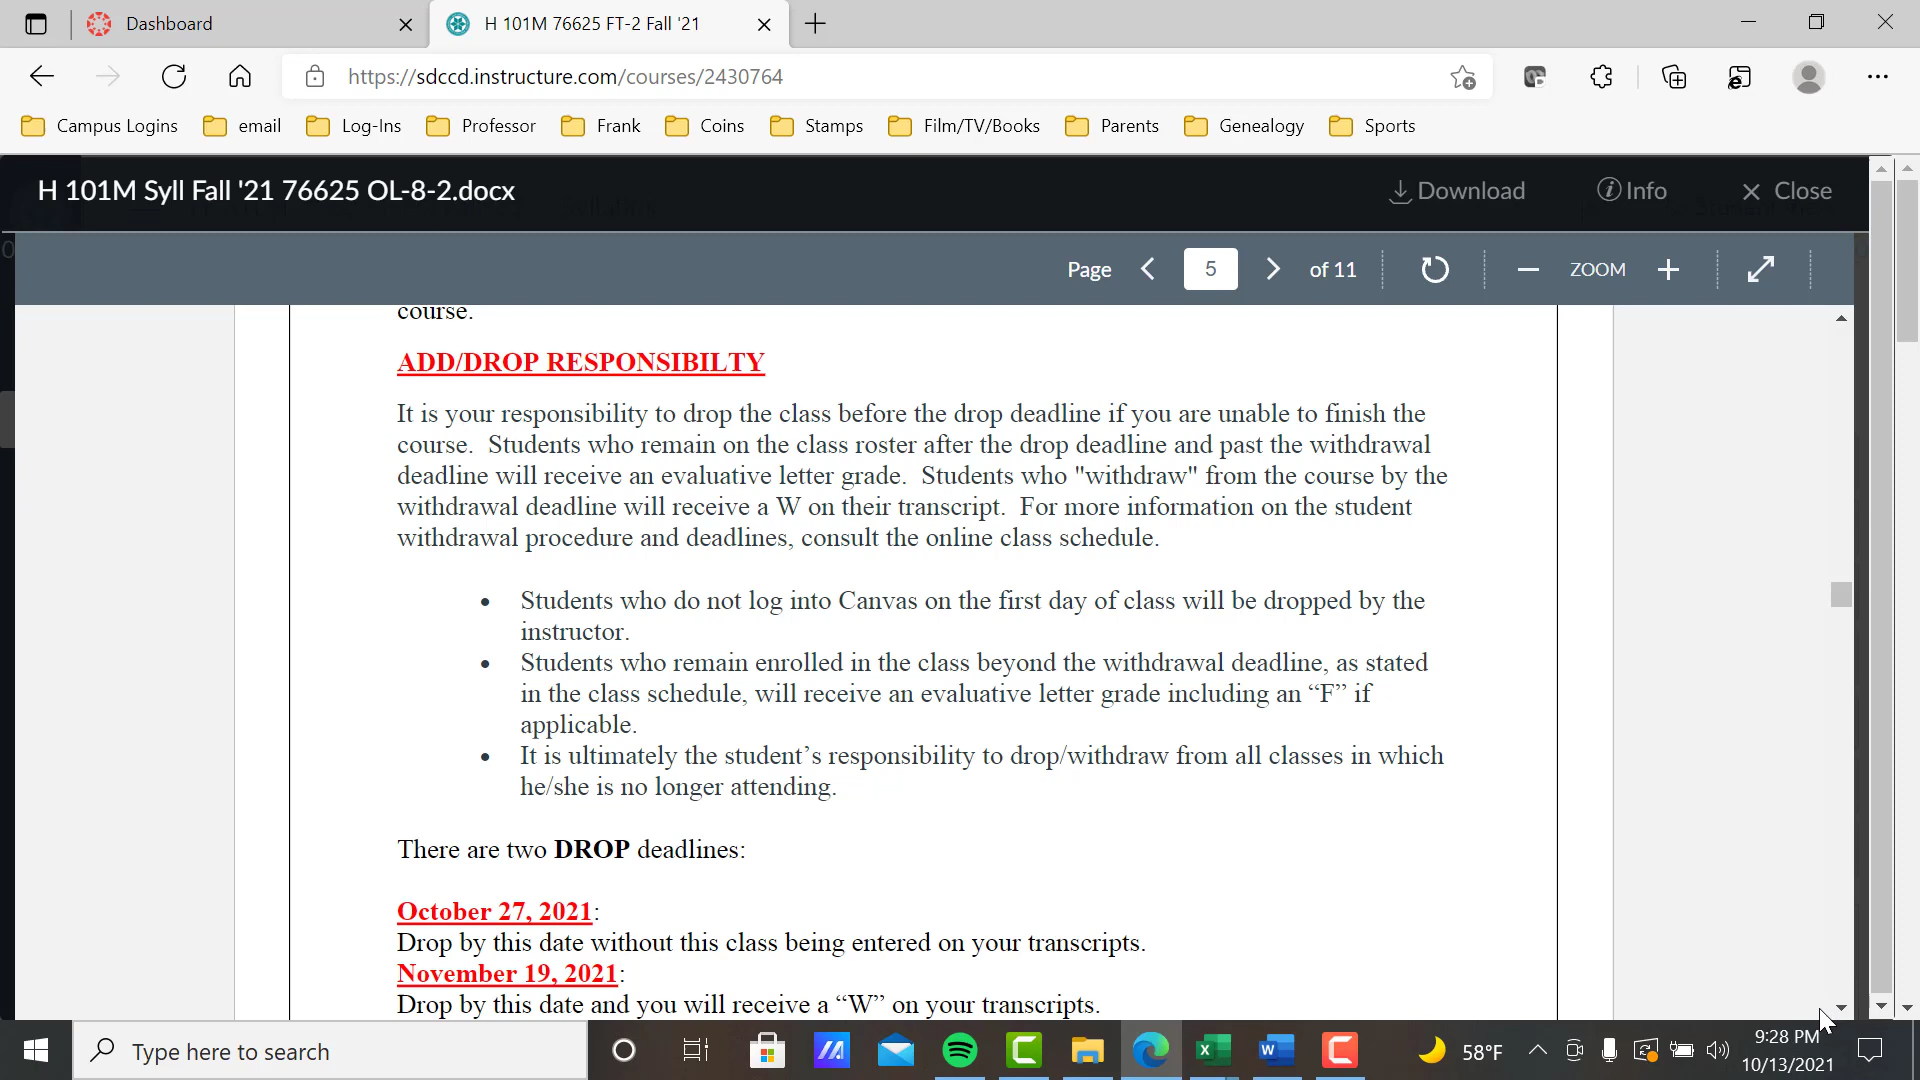 Dashboard
H 101M 76625 FT-2 Fall '21
https://sdccd.instructure.com/courses/2430764
Campus Logins email Log-Ins Professor Frank Coins Stamps Film/TV/Books Parents Genealogy Sports
H 101M Syll Fall '21 76625 OL-8-2.docx
Download Info Close
Page 5 of 11 ZOOM
course.
ADD/DROP RESPONSIBILTY
It is your responsibility to drop the class before the drop deadline if you are unable to finish the
course. Students who remain on the class roster after the drop deadline and past the withdrawal
deadline will receive an evaluative letter grade. Students who "withdraw" from the course by the
withdrawal deadline will receive a W on their transcript. For more information on the student
withdrawal procedure and deadlines, consult the online class schedule.
• Students who do not log into Canvas on the first day of class will be dropped by the
instructor.
• Students who remain enrolled in the class beyond the withdrawal deadline, as stated
in the class schedule, will receive an evaluative letter grade including an “F” if
applicable.
• It is ultimately the student’s responsibility to drop/withdraw from all classes in which
he/she is no longer attending.
There are two DROP deadlines:
October 27, 2021:
Drop by this date without this class being entered on your transcripts.
November 19, 2021:
Drop by this date and you will receive a “W” on your transcripts.
Type here to search
58°F
9:28 PM
10/13/2021